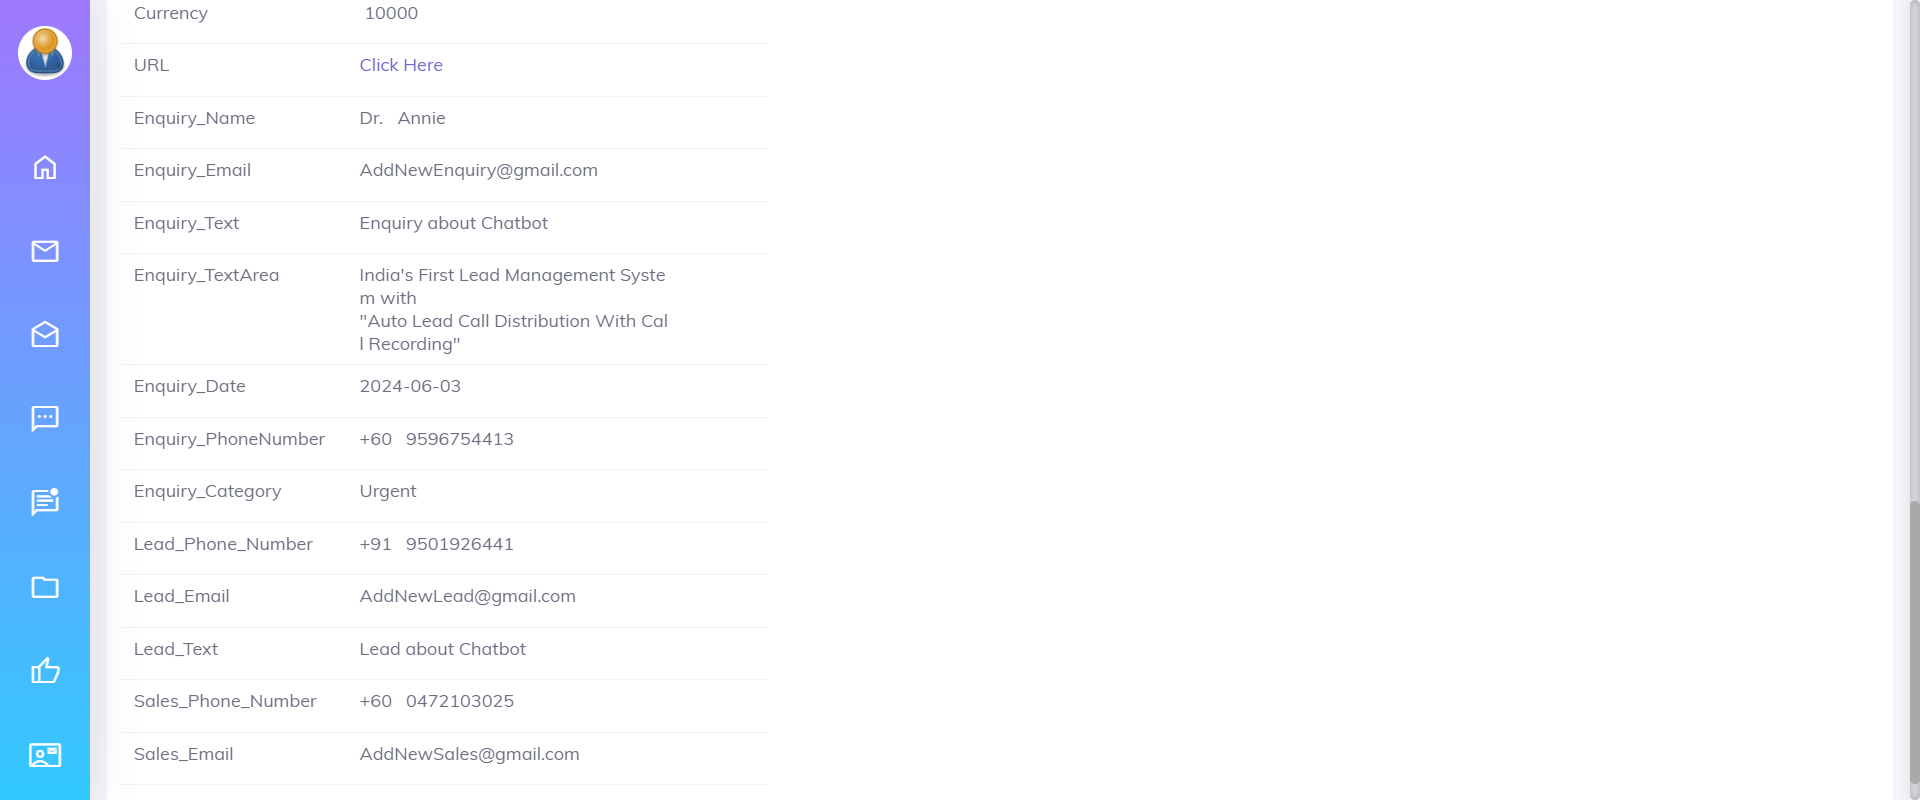 Currency 10000
URL Click Here
Enquiry_Name Dr. Annie
Enquiry_Email AddNewEnquiry@gmail.com
Enquiry_Text Enquiry about Chatbot
Enquiry_TextArea India's First Lead Management Syste
m with
"Auto Lead Call Distribution With Cal
l Recording"
Enquiry_Date 2024-06-03
Enquiry_PhoneNumber +60 9596754413
Enquiry_Category Urgent
Lead_Phone_Number +91 9501926441
Lead_Email AddNewLead@gmail.com
Lead_Text Lead about Chatbot
Sales_Phone_Number +60 0472103025
Sales_Email AddNewSales@gmail.com